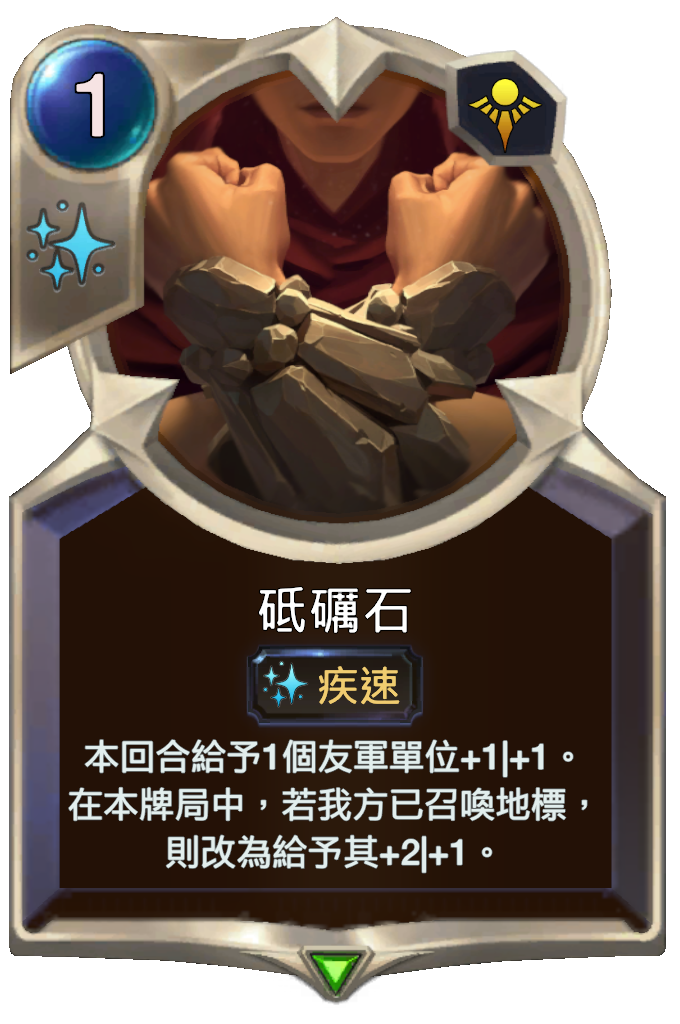 1
砥礪石
疾速
本回合給予1個友軍單位+1|+1。
在本牌局中，若我方已召喚地標，
則改為給予其+2|+1。